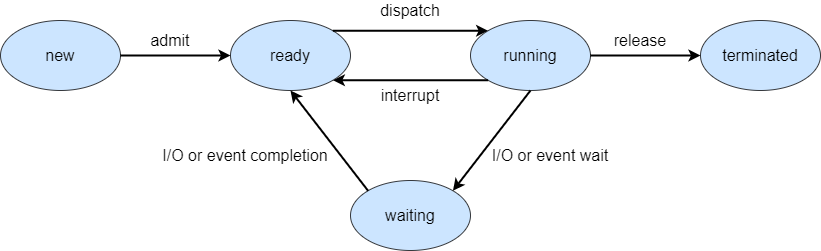 dispatch
admit
release
new
ready
running
terminated
interrupt
I/O or event completion
I/O or event wait
waiting